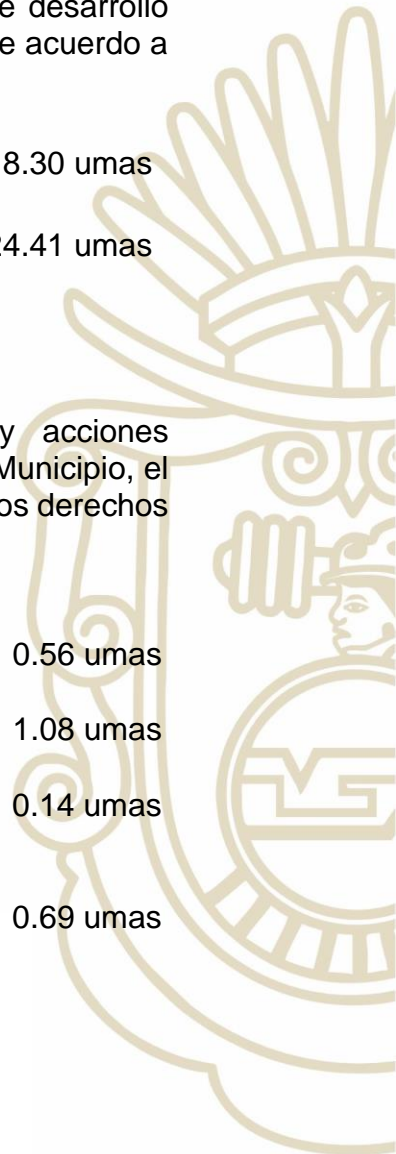 e desarrollo
e acuerdo a
8.30 umas
24.41 umas
y acciones
Municipio, el
os derechos
0.56 umas
1.08 umas
0.14 umas
0.69 umas